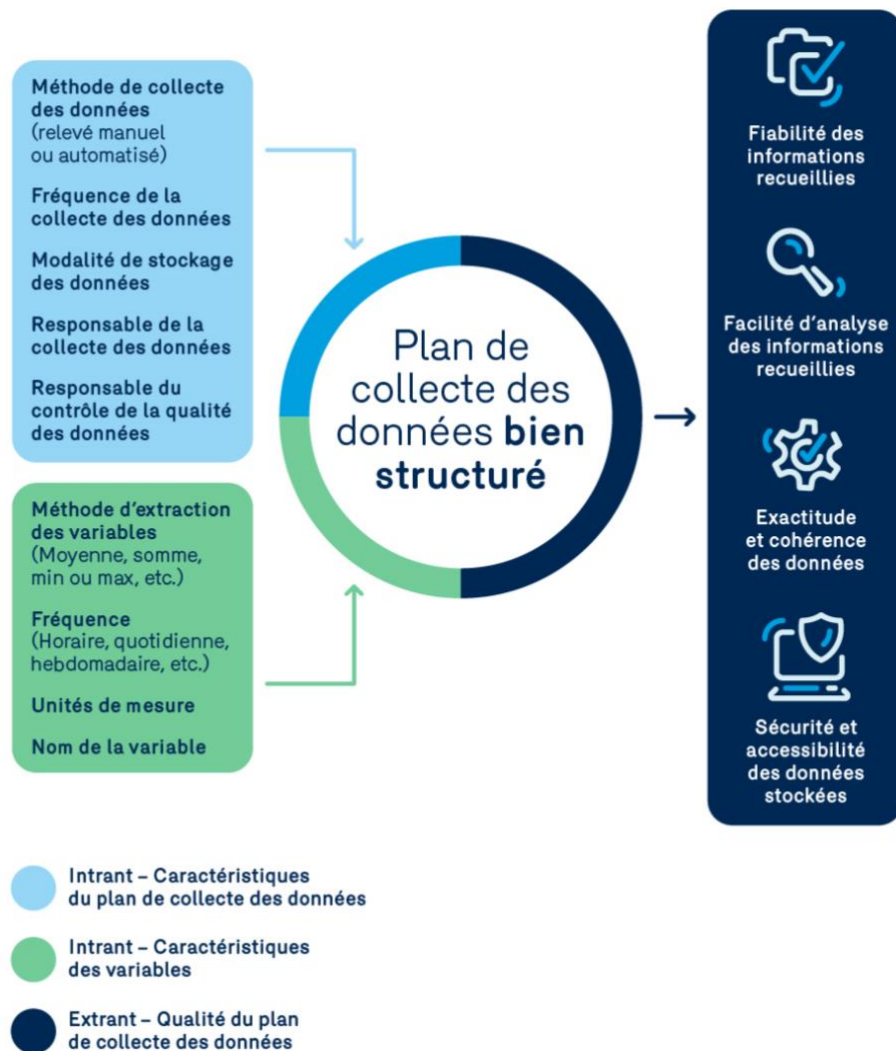 Méthode de collecte
des données
(relevé manuel
ou automatisé)
Fréquence de la
collecte des données
Modalité de stockage
des données
Responsable de la
collecte des données
Responsable du
contrôle de la qualité
des données
Méthode d'extraction
des variables
(Moyenne, somme,
min ou max, etc.)
Fréquence
(Horaire, quotidienne,
hebdomadaire, etc.)
Unités de mesure
Nom de la variable
Plan de
collecte des
données bien
structuré
Fiabilité des
informations
recueillies
Facilité d'analyse
des informations
recueillies
Exactitude
et cohérence
des données
Sécurité et
accessibilité
des données
stockées
Intrant – Caractéristiques
du plan de collecte des données
Intrant – Caractéristiques
des variables
Extrant – Qualité du plan
de collecte des données